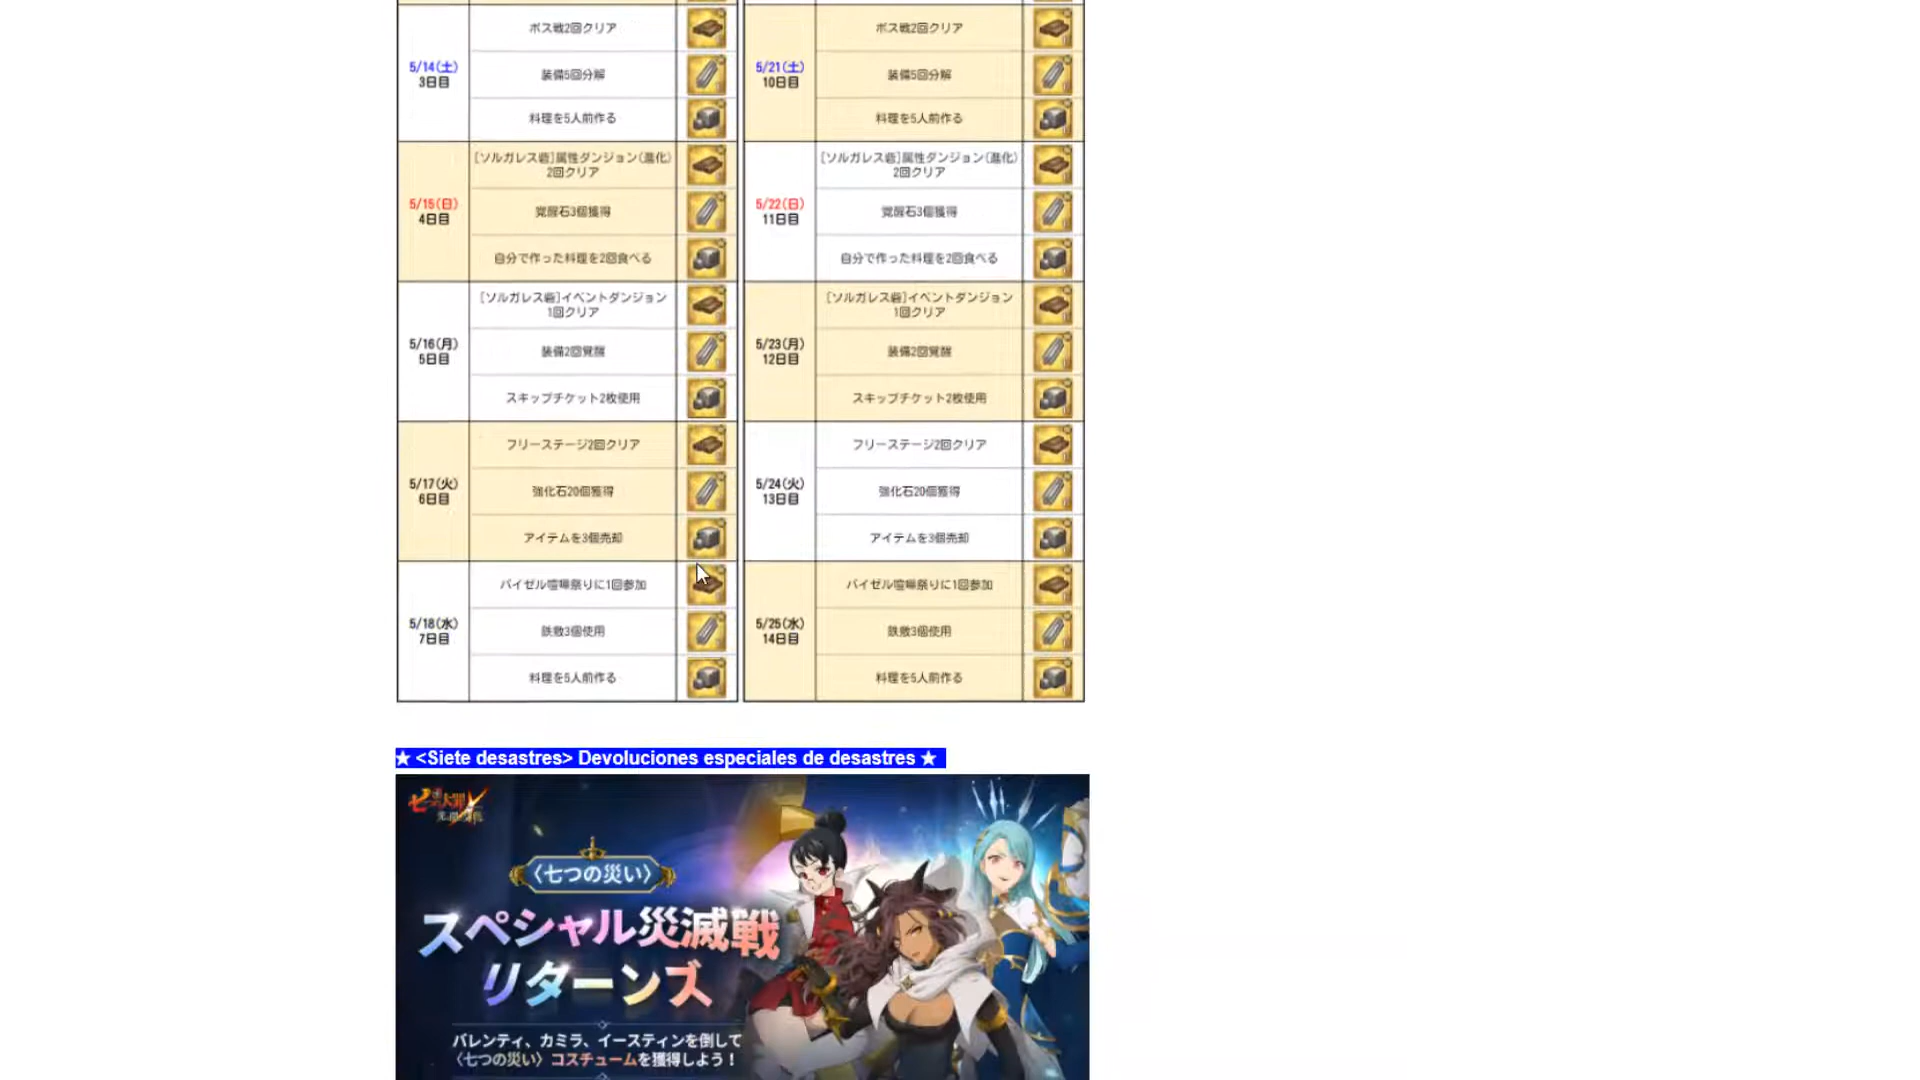 ボス戦2回クリア
5/14(土)
3日目
装備5回分解
料理を5人前作る
[ソルガレス砦]属性ダンジョン(進化)
2回クリア
5/15(日)
4日目
覚醒石3個獲得
自分で作った料理を2回食べる
[ソルガレス砦]イベントダンジョン
1回クリア
5/16(月)
5日目
装備2回覚醒
スキップチケット2枚使用
フリーステージ2回クリア
5/17(火)
6日目
強化石20個獲得
アイテムを3個売却
バイゼル喧嘩祭りに1回参加
5/18(水)
7日目
鉄敷3個使用
料理を5人前作る
ボス戦2回クリア
5/21(土)
10日目
装備5回分解
料理を5人前作る
[ソルガレス砦]属性ダンジョン(進化)
2回クリア
5/22(日)
11日目
覚醒石3個獲得
自分で作った料理を2回食べる
[ソルガレス砦]イベントダンジョン
1回クリア
5/23(月)
12日目
装備2回覚醒
スキップチケット2枚使用
フリーステージ2回クリア
5/24(火)
13日目
強化石20個獲得
アイテムを3個売却
バイゼル喧嘩祭りに1回参加
5/25(水)
14日目
鉄敷3個使用
料理を5人前作る
★ <Siete desastres> Devoluciones especiales de desastres ★
七つの大罪
〈七つの災い〉
スペシャル災滅戦
リターンズ
バレンティ、カミラ、イースティンを倒して
〈七つの災い〉コスチュームを獲得しよう！